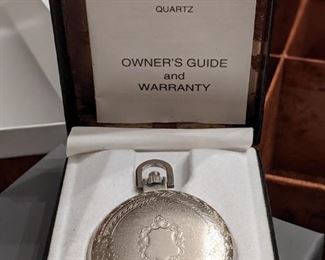 QUARTZ
OWNER'S GUIDE
and
WARRANTY